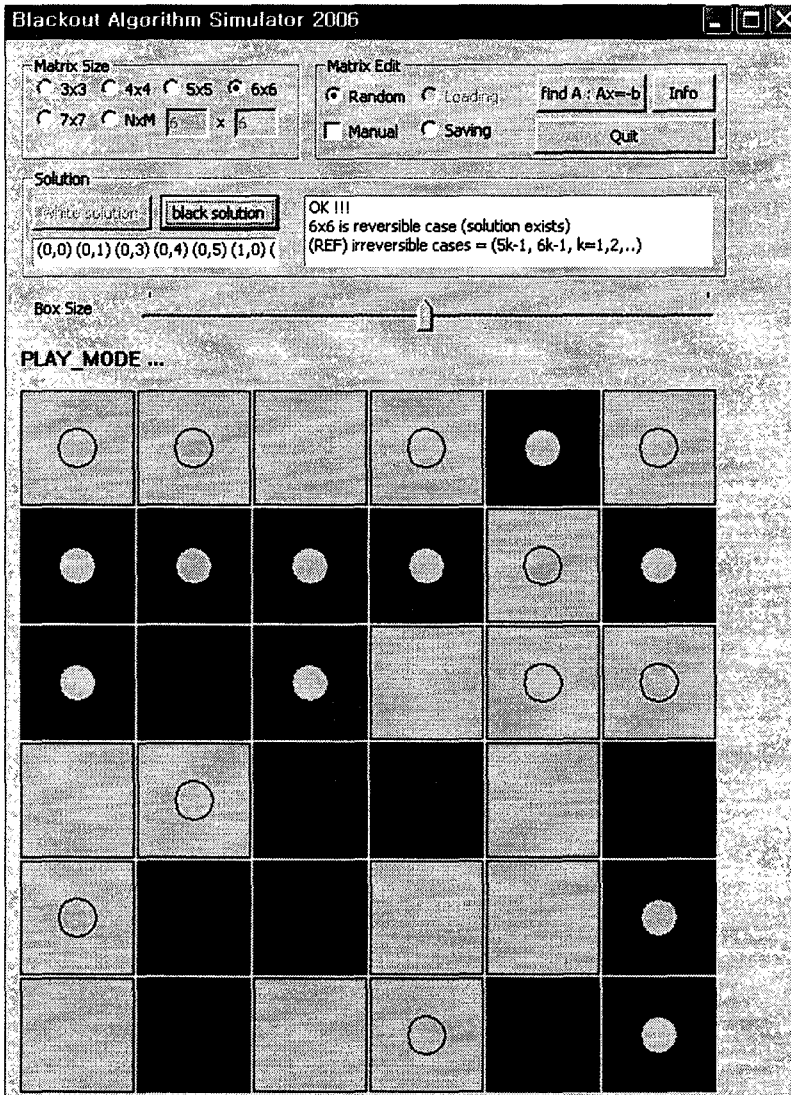 Blackout Algorithm Simulator 2006
Matrix Size
3x3 4x4 5x5 6x6
7x7 NxM 6 x 6
Matrix Edit
Random Loading
Manual Saving
find A : Ax=-b Info
Quit
Solution
solution black solution
(0,0) (0,1) (0,3) (0,4) (0,5) (1,0) (
OK !!!
6x6 is reversible case (solution exists)
(REF) irreversible cases = (5k-1, 6k-1, k=1,2,..)
Box Size
PLAY_MODE ...